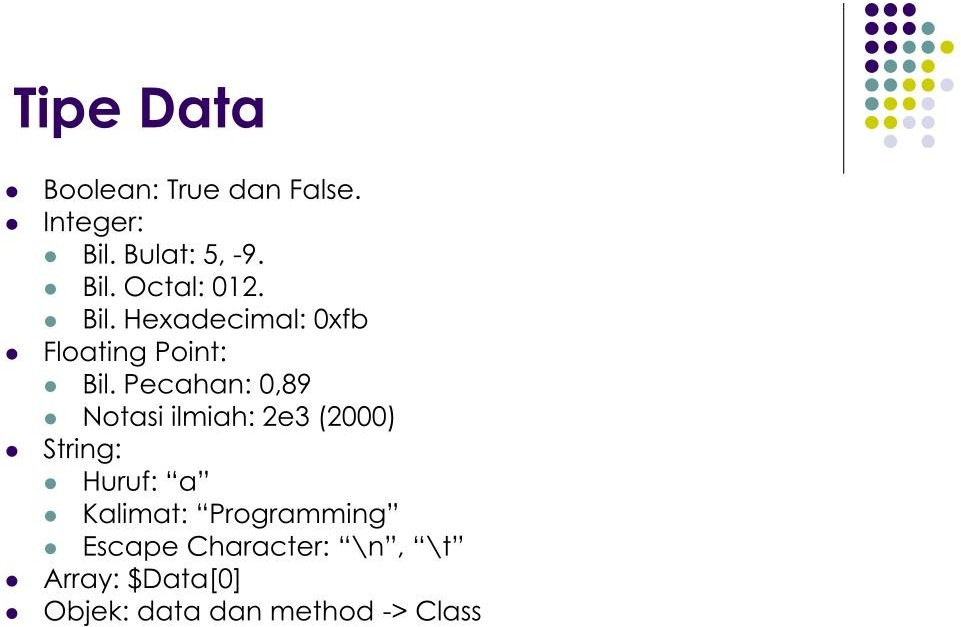 Tipe Data
Boolean: True dan False.
Integer:
Bil. Bulat: 5, -9.
Bil. Octal: 012.
Bil. Hexadecimal: 0xfb
Floating Point:
Bil. Pecahan: 0,89
Notasi ilmiah: 2e3 (2000)
String:
Huruf: “a”
Kalimat: “Programming”
Escape Character: “\n”, “\t”
Array: $Data[0]
Objek: data dan method -> Class